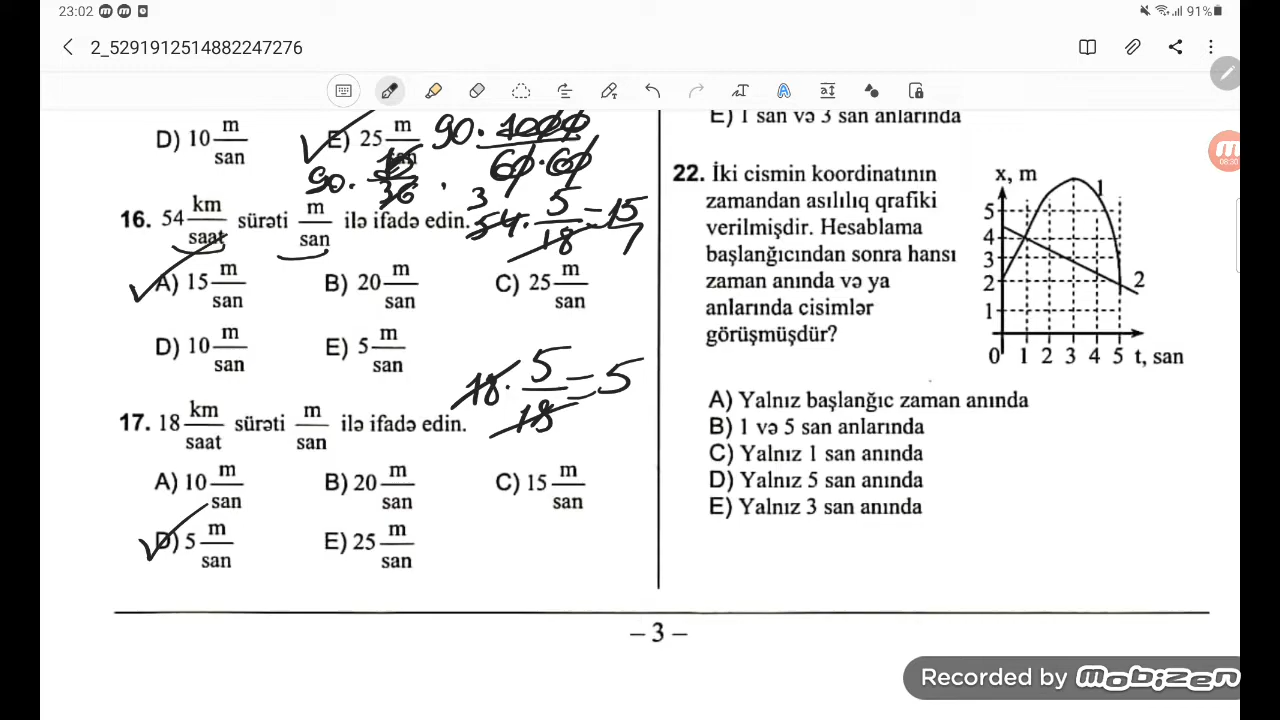 23:02
91%
2_5291912514882247276
D) 10 m/san
E) 25 m/san
90 · 1000
60·60
90 · 10
36
16. 54 km/saat sürəti m/san ilə ifadə edin.
3
54 · 5/18 = 15/1
A) 15 m/san B) 20 m/san C) 25 m/san
D) 10 m/san E) 5 m/san
18 · 5/18 = 5
17. 18 km/saat sürəti m/san ilə ifadə edin.
A) 10 m/san B) 20 m/san C) 15 m/san
D) 5 m/san E) 25 m/san
E) 1 san və 3 san anlarında
22. İki cismin koordinatının
zamandan asılılıq qrafiki
verilmişdir. Hesablama
başlanğıcından sonra hansı
zaman anında və ya
anlarında cisimlər
görüşmüşdür?
x, m
1
5
4
3
2
2
1
0 1 2 3 4 5 t, san
A) Yalnız başlanğıc zaman anında
B) 1 və 5 san anlarında
C) Yalnız 1 san anında
D) Yalnız 5 san anında
E) Yalnız 3 san anında
– 3 –
Recorded by mobizen